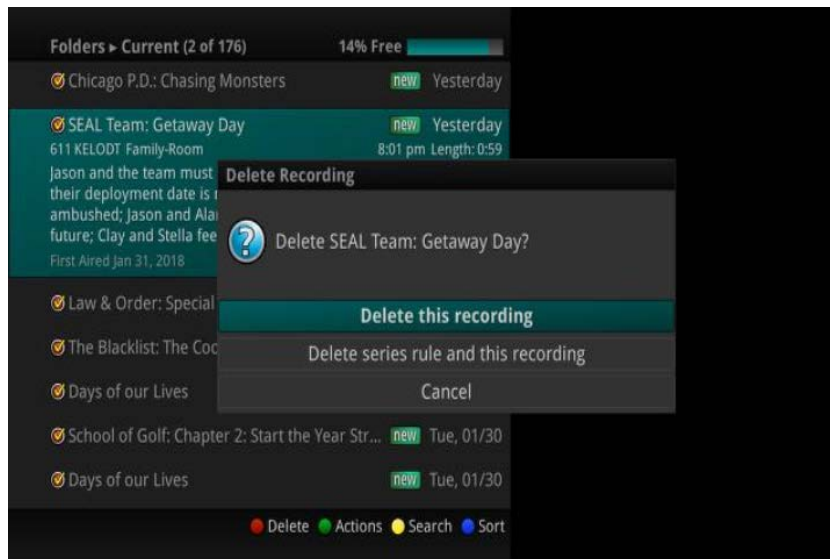 Folders ▸ Current (2 of 176) 14% Free
Chicago P.D.: Chasing Monsters new Yesterday
SEAL Team: Getaway Day new Yesterday
611 KELODT Family-Room 8:01 pm Length: 0:59
Jason and the team must
their deployment date is
ambushed; Jason and
future; Clay and Stella
First Aired Jan 31, 2018
Delete Recording
Delete SEAL Team: Getaway Day?
Delete this recording
Delete series rule and this recording
Cancel
Law & Order: Special
The Blacklist: The
Days of our Lives
School of Golf: Chapter 2: Start the Year Str... new Tue, 01/30
Days of our Lives new Tue, 01/30
Delete Actions Search Sort